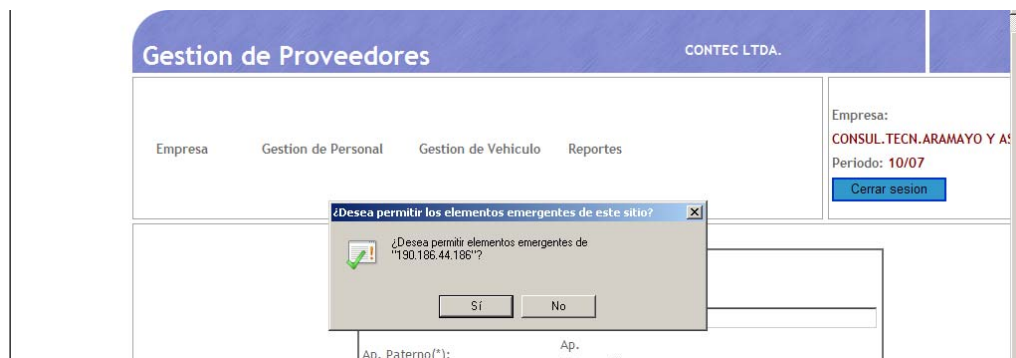 Gestion de Proveedores
CONTEC LTDA.
Empresa
Gestion de Personal
Gestion de Vehiculo
Reportes
Empresa:
CONSUL.TECN.ARAMAYO Y
Periodo: 10/07
Cerrar sesion
¿Desea permitir los elementos emergentes de este sitio?
¿Desea permitir elementos emergentes de
"190.186.44.186"?
Sí
No
Ap. Paterno(*):
Ap.